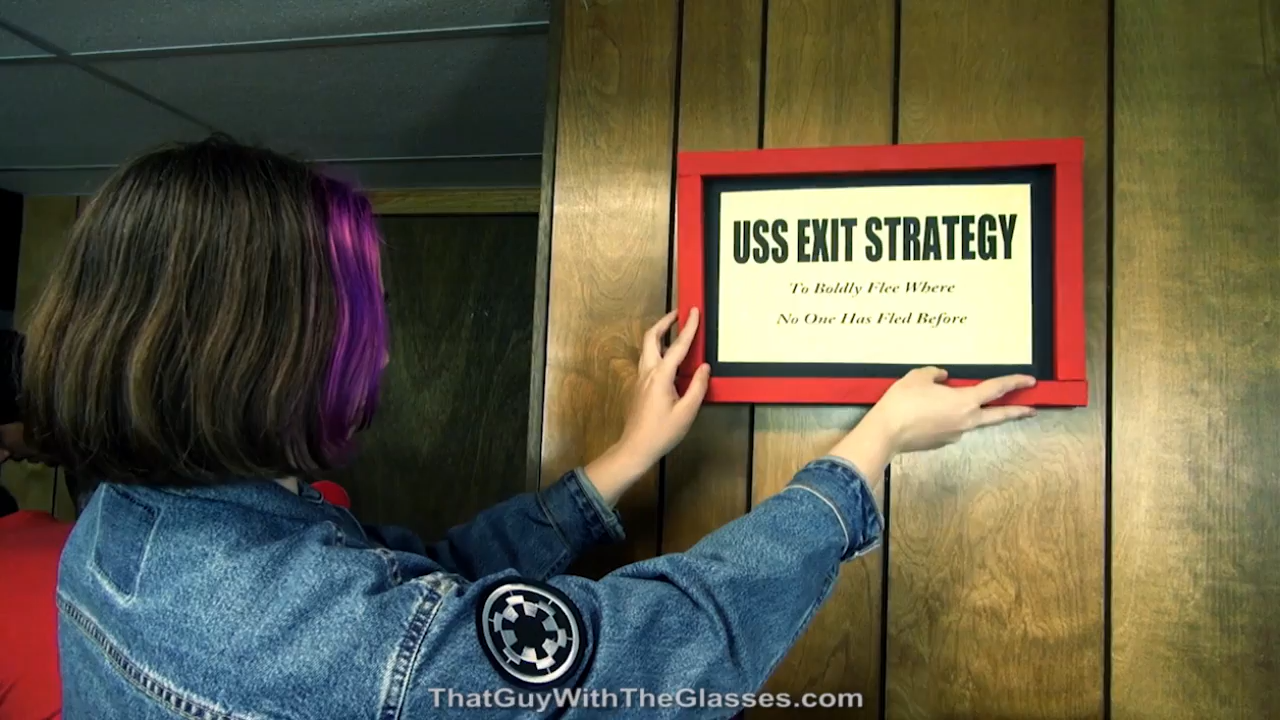 USS EXIT STRATEGY
To Boldly Flee Where
No One Has Fled Before
ThatGuyWithTheGlasses.com